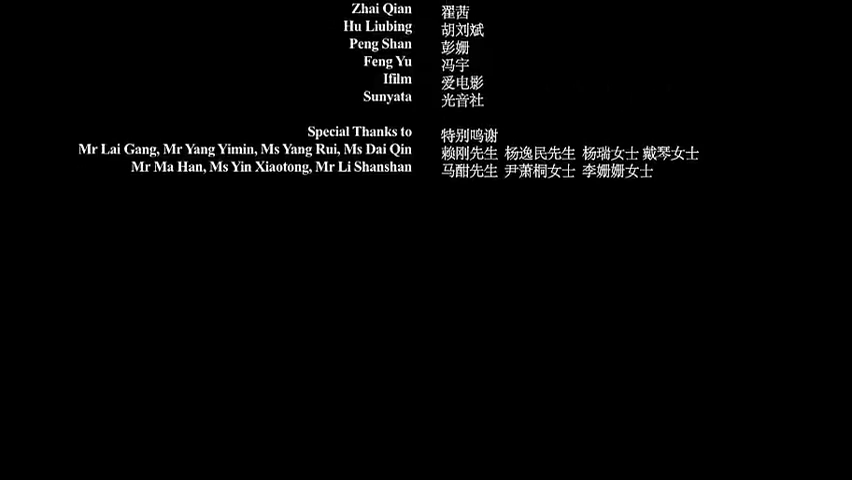 Zhai Qian 翟茜
Hu Liubing 胡刘斌
Peng Shan 彭姗
Feng Yu 冯宇
Ifilm 爱电影
Sunyata 光音社
Special Thanks to 特别鸣谢
Mr Lai Gang, Mr Yang Yimin, Ms Yang Rui, Ms Dai Qin 赖刚先生 杨逸民先生 杨瑞女士 戴琴女士
Mr Ma Han, Ms Yin Xiaotong, Mr Li Shanshan 马酣先生 尹萧桐女士 李姗姗女士